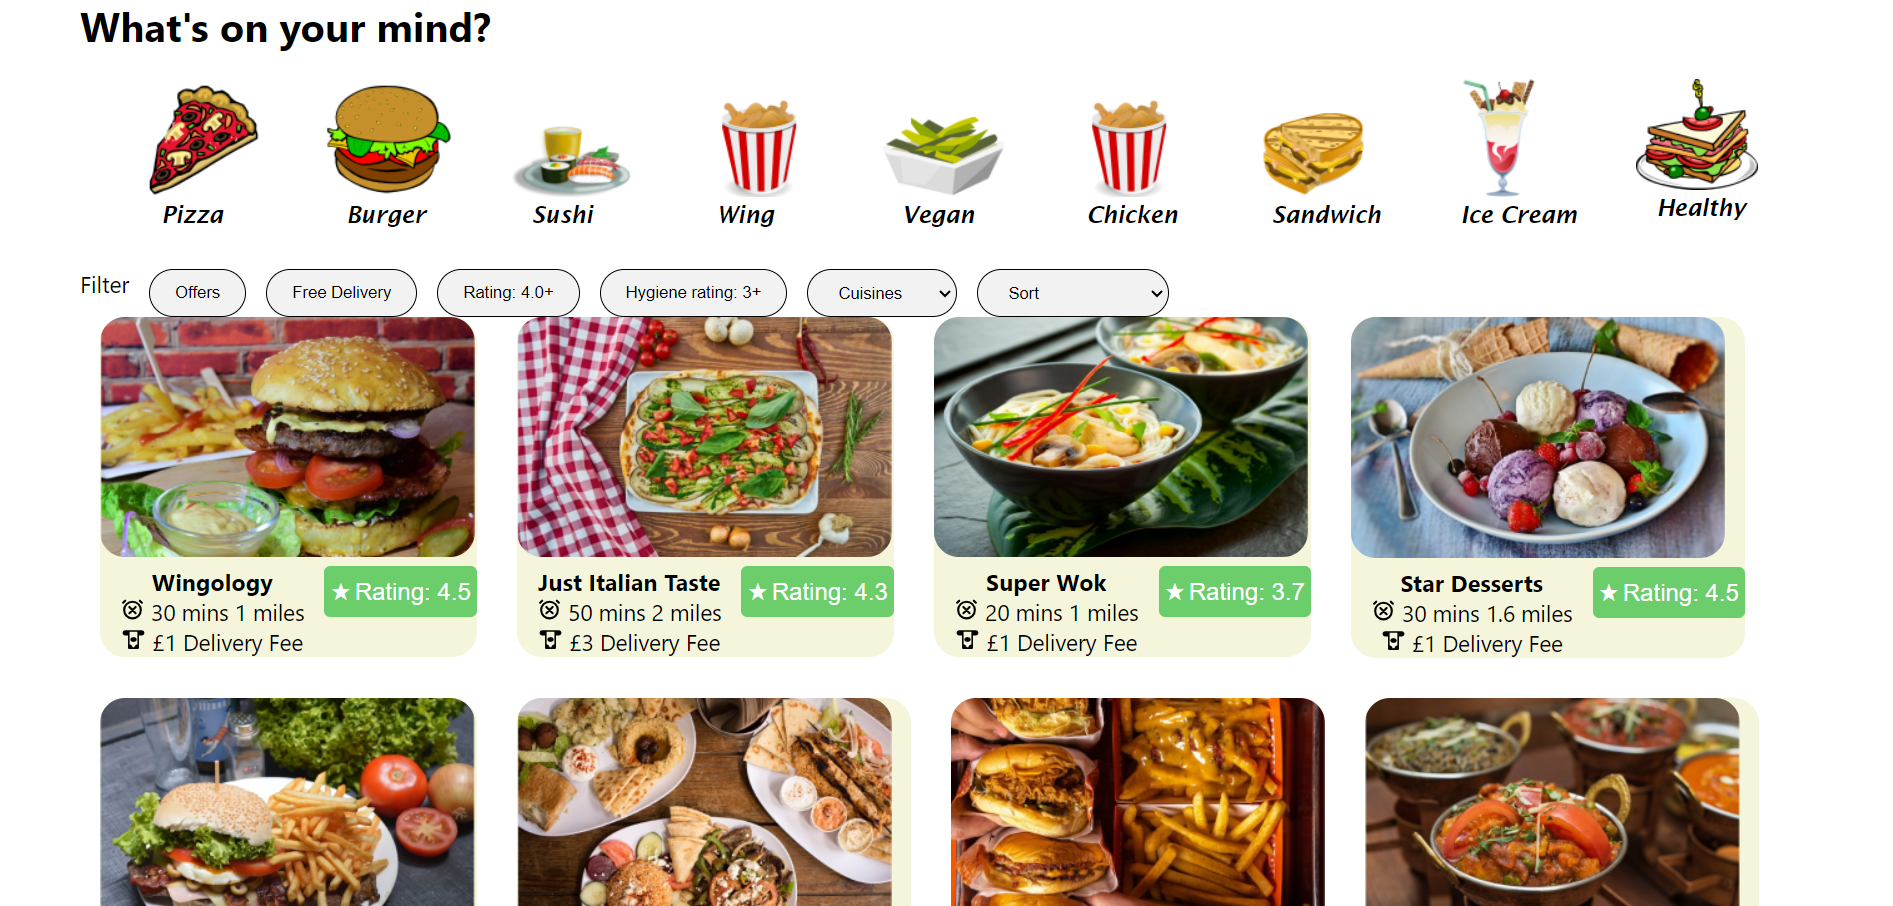 What's on your mind?
Pizza Burger Sushi Wing Vegan Chicken Sandwich Ice Cream Healthy
Filter Offers Free Delivery Rating: 4.0+ Hygiene rating: 3+ Cuisines Sort
Wingology
★ Rating: 4.5
30 mins 1 miles
£1 Delivery Fee
Just Italian Taste
★ Rating: 4.3
50 mins 2 miles
£3 Delivery Fee
Super Wok
★ Rating: 3.7
20 mins 1 miles
£1 Delivery Fee
Star Desserts
★ Rating: 4.5
30 mins 1.6 miles
£1 Delivery Fee